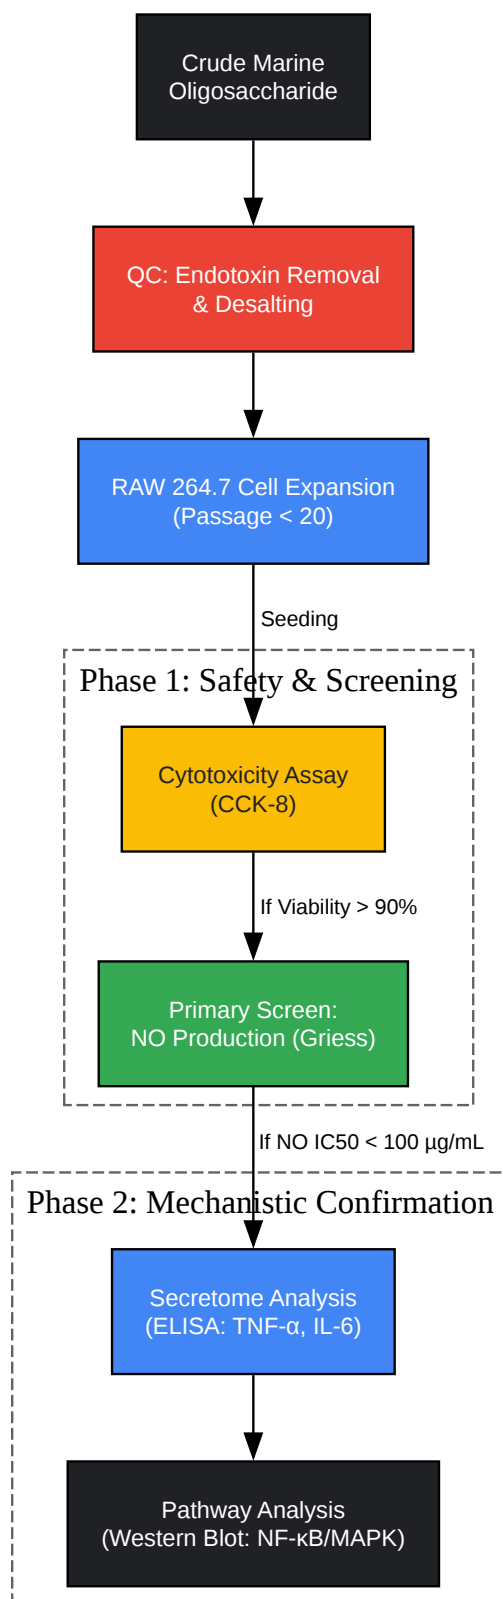 Crude Marine
Oligosaccharide
QC: Endotoxin Removal
& Desalting
RAW 264.7 Cell Expansion
(Passage < 20)
Seeding
Phase 1: Safety & Screening
Cytotoxicity Assay
(CCK-8)
If Viability > 90%
Primary Screen:
NO Production (Griess)
If NO IC50 < 100 µg/mL
Phase 2: Mechanistic Confirmation
Secretome Analysis
(ELISA: TNF-α, IL-6)
Pathway Analysis
(Western Blot: NF-κB/MAPK)